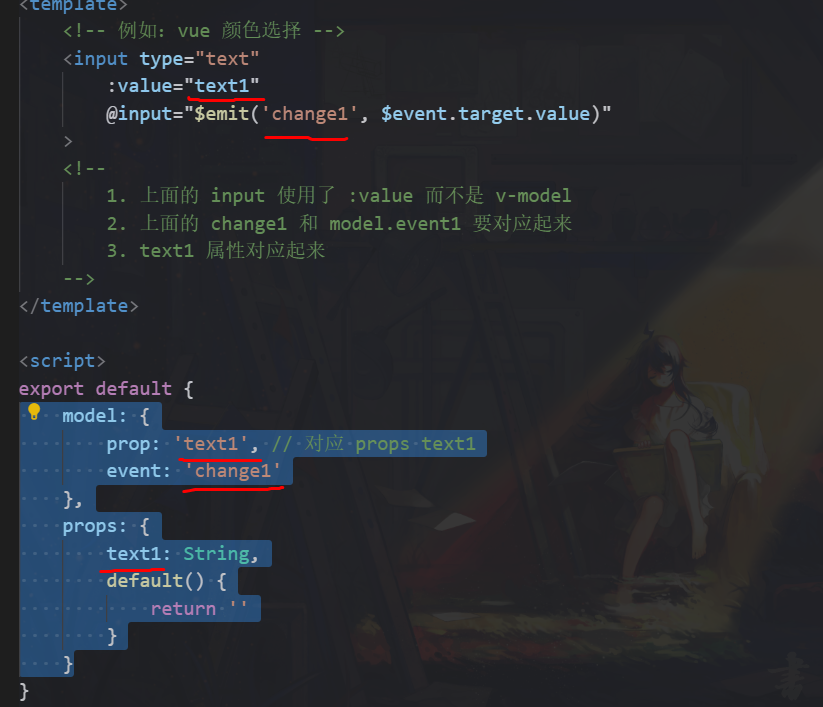 <template>
<!-- 例如：vue 颜色选择 -->
<input type="text"
:value="text1"
@input="$emit('change1', $event.target.value)"
>
<!--
1. 上面的 input 使用了 :value 而不是 v-model
2. 上面的 change1 和 model.event1 要对应起来
3. text1 属性对应起来
-->
</template>
<script>
export default {
model: {
prop: 'text1', // 对应 props text1
event: 'change1'
},
props: {
text1: String,
default() {
return ''
}
}
}